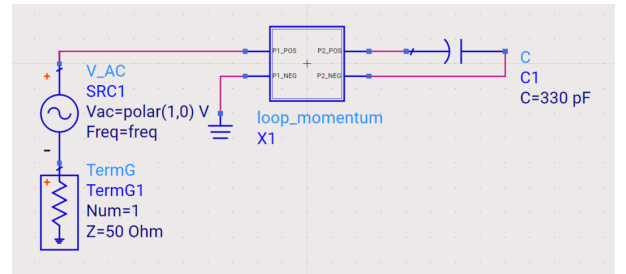 P1_POS P2_POS
P1_NEG P2_NEG
+
V_AC
SRC1
Vac=polar(1,0) V
Freq=freq
-
loop_momentum
X1
C
C1
C=330 pF
+
TermG
TermG1
Num=1
Z=50 Ohm